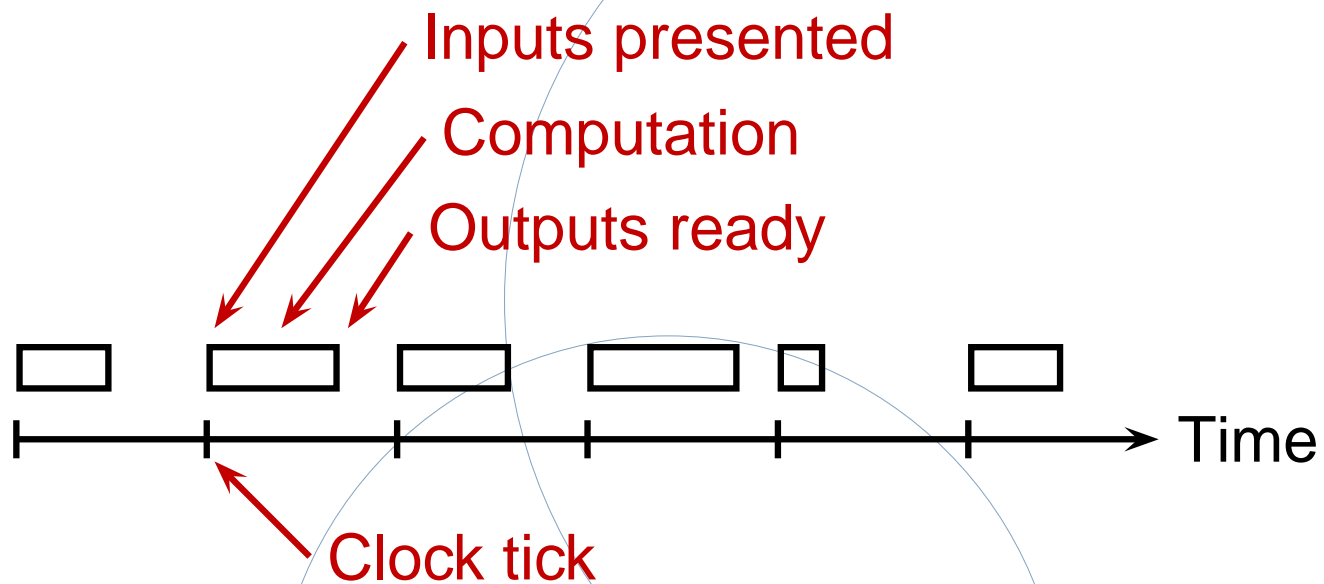 Inputs presented
Computation
Outputs ready
Time
Clock tick